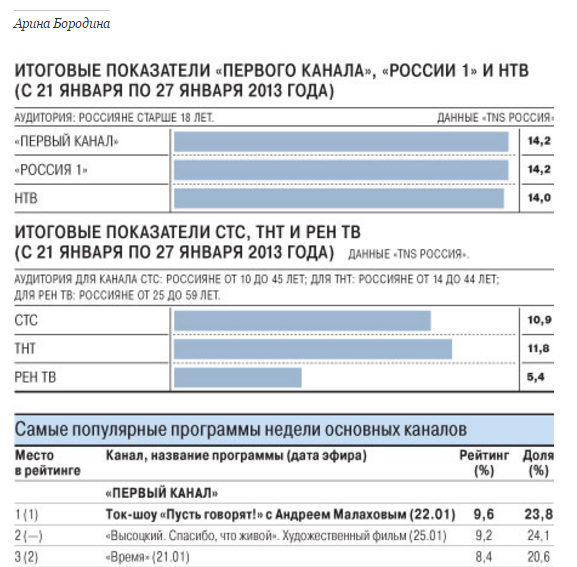 Арина Бородина
ИТОГОВЫЕ ПОКАЗАТЕЛИ «ПЕРВОГО КАНАЛА», «РОССИИ 1» И НТВ
(С 21 ЯНВАРЯ ПО 27 ЯНВАРЯ 2013 ГОДА)
АУДИТОРИЯ: РОССИЯНЕ СТАРШЕ 18 ЛЕТ. ДАННЫЕ «TNS РОССИЯ»
«ПЕРВЫЙ КАНАЛ» 14,2
«РОССИЯ 1» 14,2
НТВ 14,0
ИТОГОВЫЕ ПОКАЗАТЕЛИ СТС, ТНТ И РЕН ТВ
(С 21 ЯНВАРЯ ПО 27 ЯНВАРЯ 2013 ГОДА) ДАННЫЕ «TNS РОССИЯ».
АУДИТОРИЯ ДЛЯ КАНАЛА СТС: РОССИЯНЕ ОТ 10 ДО 45 ЛЕТ; ДЛЯ ТНТ: РОССИЯНЕ ОТ 14 ДО 44 ЛЕТ;
ДЛЯ РЕН ТВ: РОССИЯНЕ ОТ 25 ДО 59 ЛЕТ.
СТС 10,9
ТНТ 11,8
РЕН ТВ 5,4
Самые популярные программы недели основных каналов
Место Канал, название программы (дата эфира) Рейтинг Доля
в рейтинге (%) (%)
«ПЕРВЫЙ КАНАЛ»
1 (1) Ток-шоу «Пусть говорят!» с Андреем Малаховым (22.01) 9,6 23,8
2 (—) «Высоцкий. Спасибо, что живой». Художественный фильм (25.01) 9,2 24,1
3 (2) «Время» (21.01) 8,4 20,6